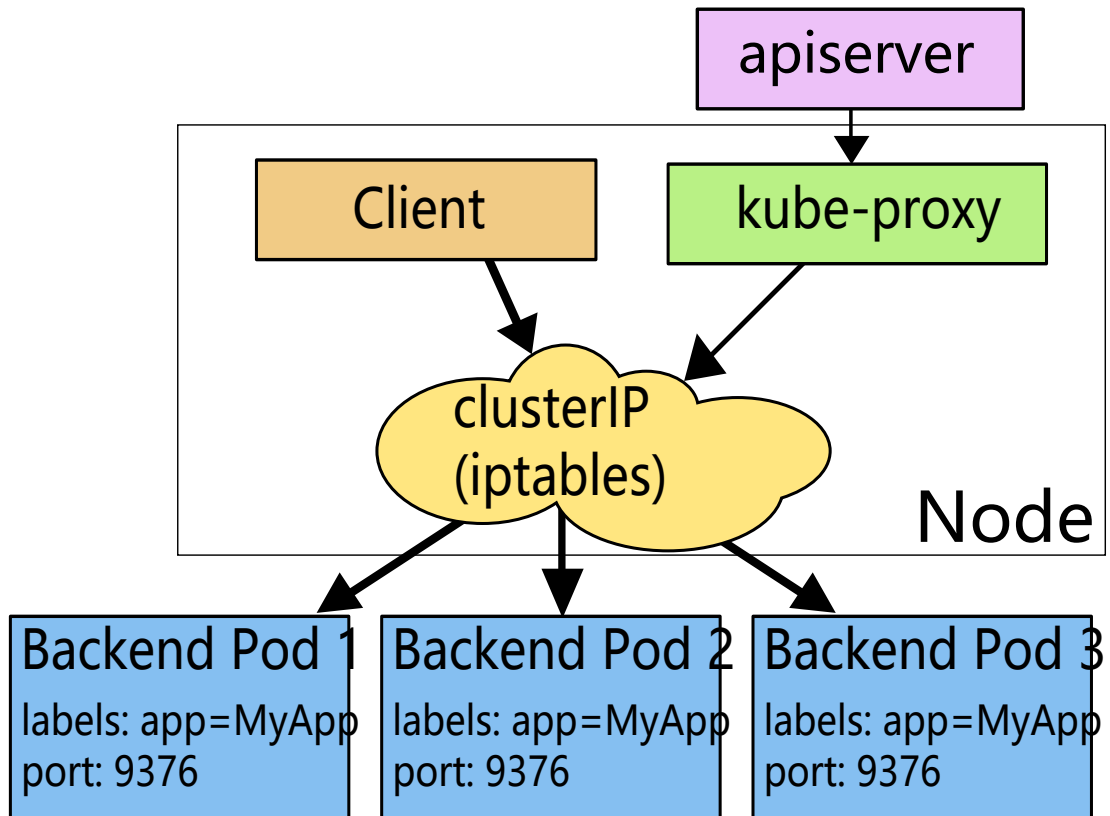 apiserver
Client
kube-proxy
clusterIP
(iptables)
Node
Backend Pod 1
labels: app=MyApp
port: 9376
Backend Pod 2
labels: app=MyApp
port: 9376
Backend Pod 3
labels: app=MyApp
port: 9376